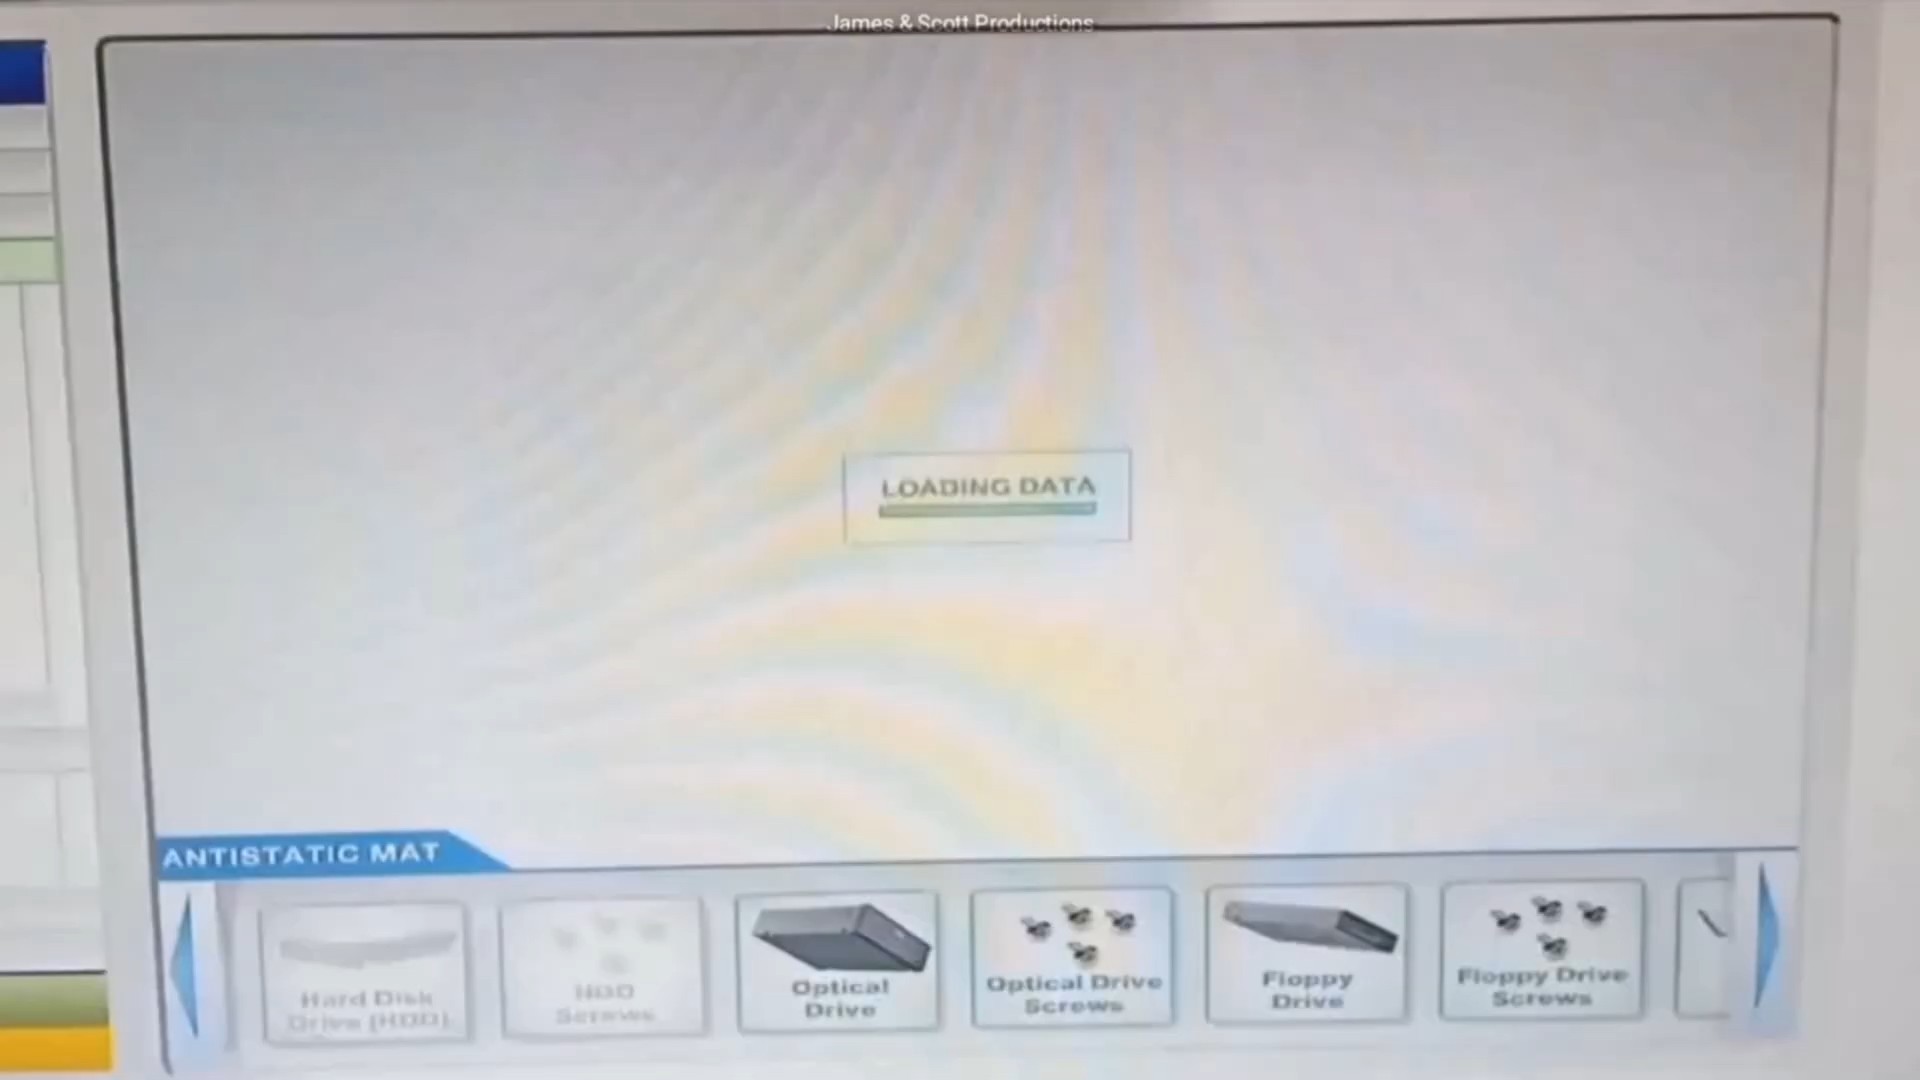 James & Scott Productions
LOADING DATA
ANTISTATIC MAT
Hard Disk
Drive (HDD)
HDD
Screws
Optical
Drive
Optical Drive
Screws
Floppy
Drive
Floppy Drive
Screws